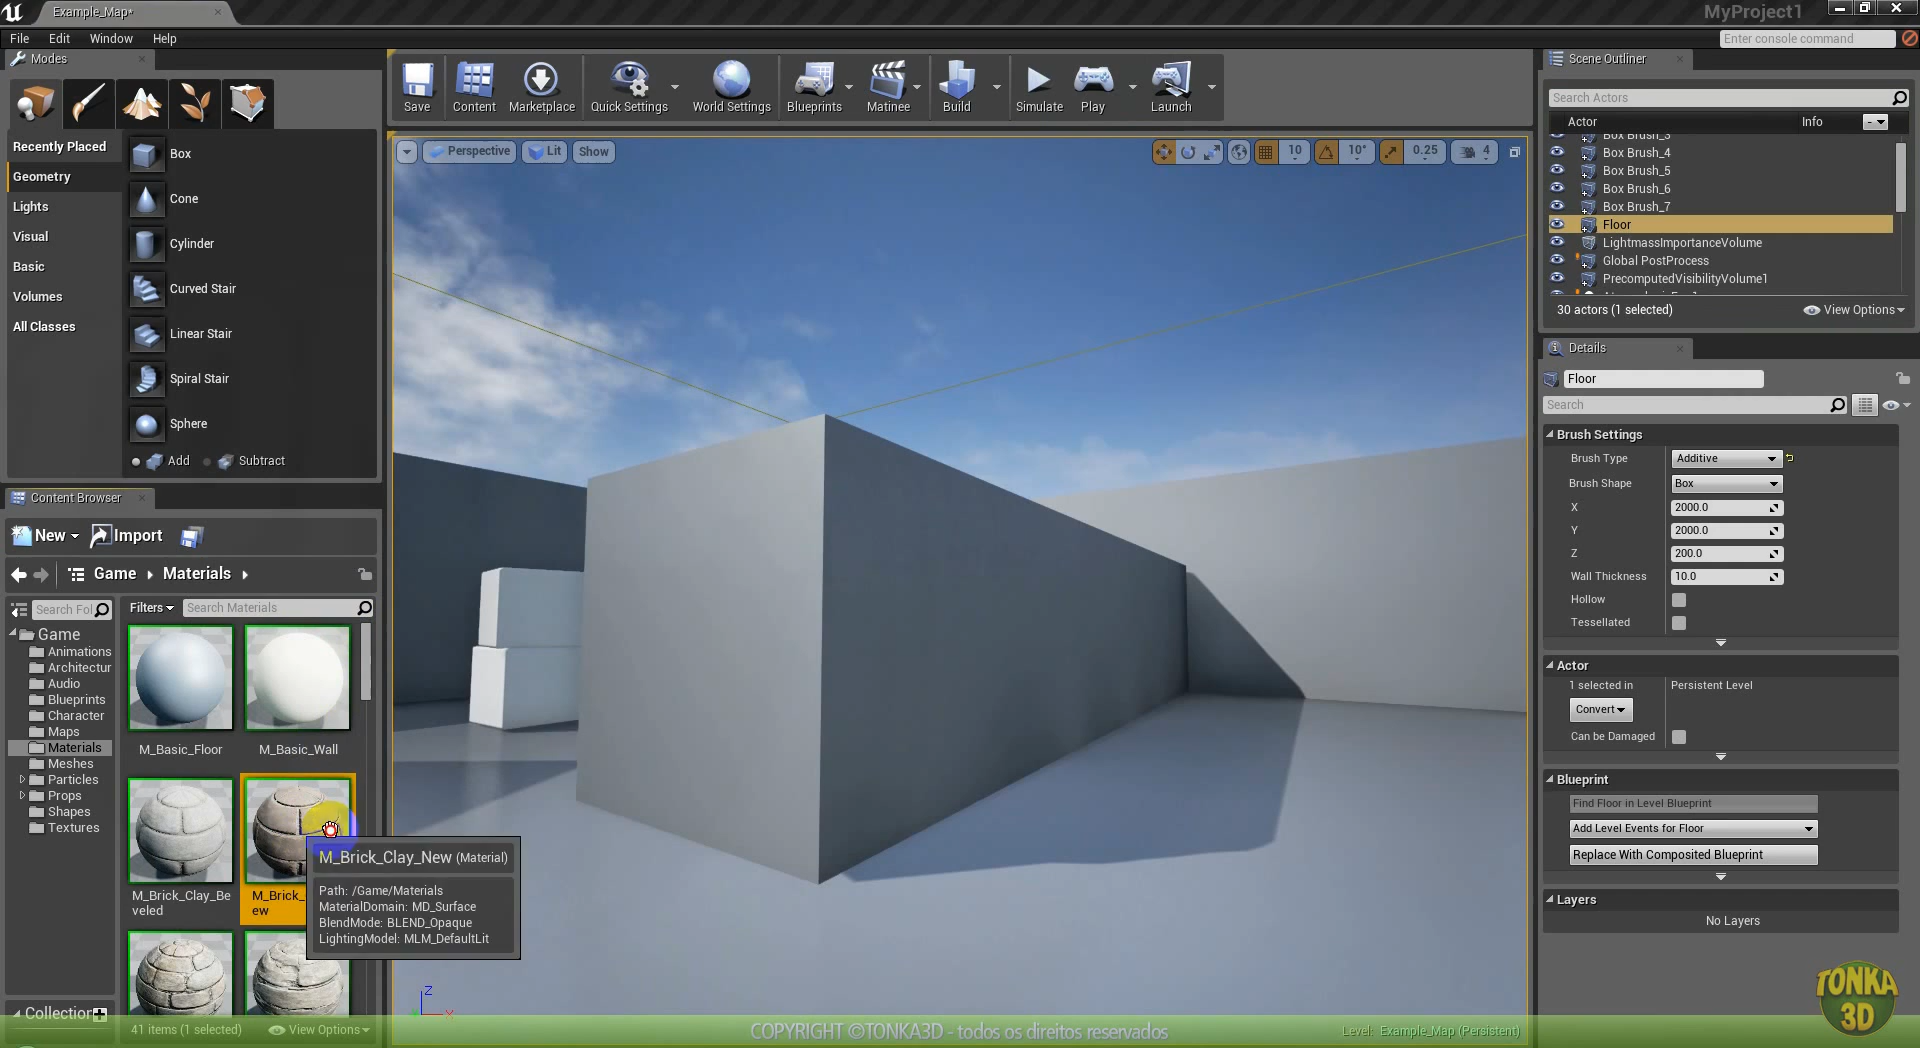 Example_Map*
MyProject1
File
Edit
Window
Help
Enter console command
Modes
Recently Placed
Geometry
Lights
Visual
Basic
Volumes
All Classes
Box
Cone
Cylinder
Curved Stair
Linear Stair
Spiral Stair
Sphere
Add
Subtract
Save
Content
Marketplace
Quick Settings
World Settings
Blueprints
Matinee
Build
Simulate
Play
Launch
Perspective
Lit
Show
10
10°
0.25
4
Content Browser
New
Import
Game
Materials
Search Fol
Filters
Search Materials
Game
Animations
Architectur
Audio
Blueprints
Character
Maps
Materials
Meshes
Particles
Props
Shapes
Textures
Collection
M_Basic_Floor
M_Basic_Wall
M_Brick_Clay_Be
veled
M_Brick_
ew
M_Brick_Clay_New (Material)
Path: /Game/Materials
MaterialDomain: MD_Surface
BlendMode: BLEND_Opaque
LightingModel: MLM_DefaultLit
41 items (1 selected)
View Options
Z
Y
COPYRIGHT ©TONKA3D - todos os direitos reservados
Level: Example_Map (Persistent)
Scene Outliner
Search Actors
Actor
Info
Box Brush_3
Box Brush_4
Box Brush_5
Box Brush_6
Box Brush_7
Floor
LightmassImportanceVolume
Global PostProcess
PrecomputedVisibilityVolume1
30 actors (1 selected)
View Options
Details
Floor
Search
Brush Settings
Brush Type
Additive
Brush Shape
Box
X
2000.0
Y
2000.0
Z
200.0
Wall Thickness
10.0
Hollow
Tessellated
Actor
1 selected in
Persistent Level
Convert
Can be Damaged
Blueprint
Find Floor in Level Blueprint
Add Level Events for Floor
Replace With Composited Blueprint
Layers
No Layers
TONKA
3D